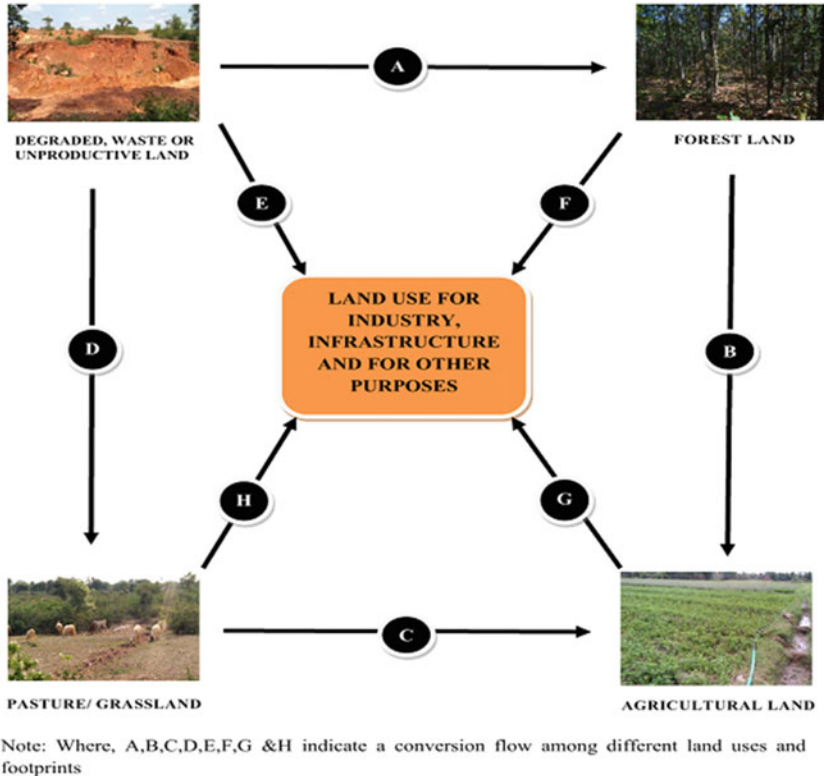 A
DEGRADED, WASTE OR
UNPRODUCTIVE LAND
FOREST LAND
E
F
LAND USE FOR
INDUSTRY,
INFRASTRUCTURE
AND FOR OTHER
PURPOSES
D
B
H
G
C
PASTURE/ GRASSLAND
AGRICULTURAL LAND
Note: Where, A,B,C,D,E,F,G &H indicate a conversion flow among different land uses and
footprints